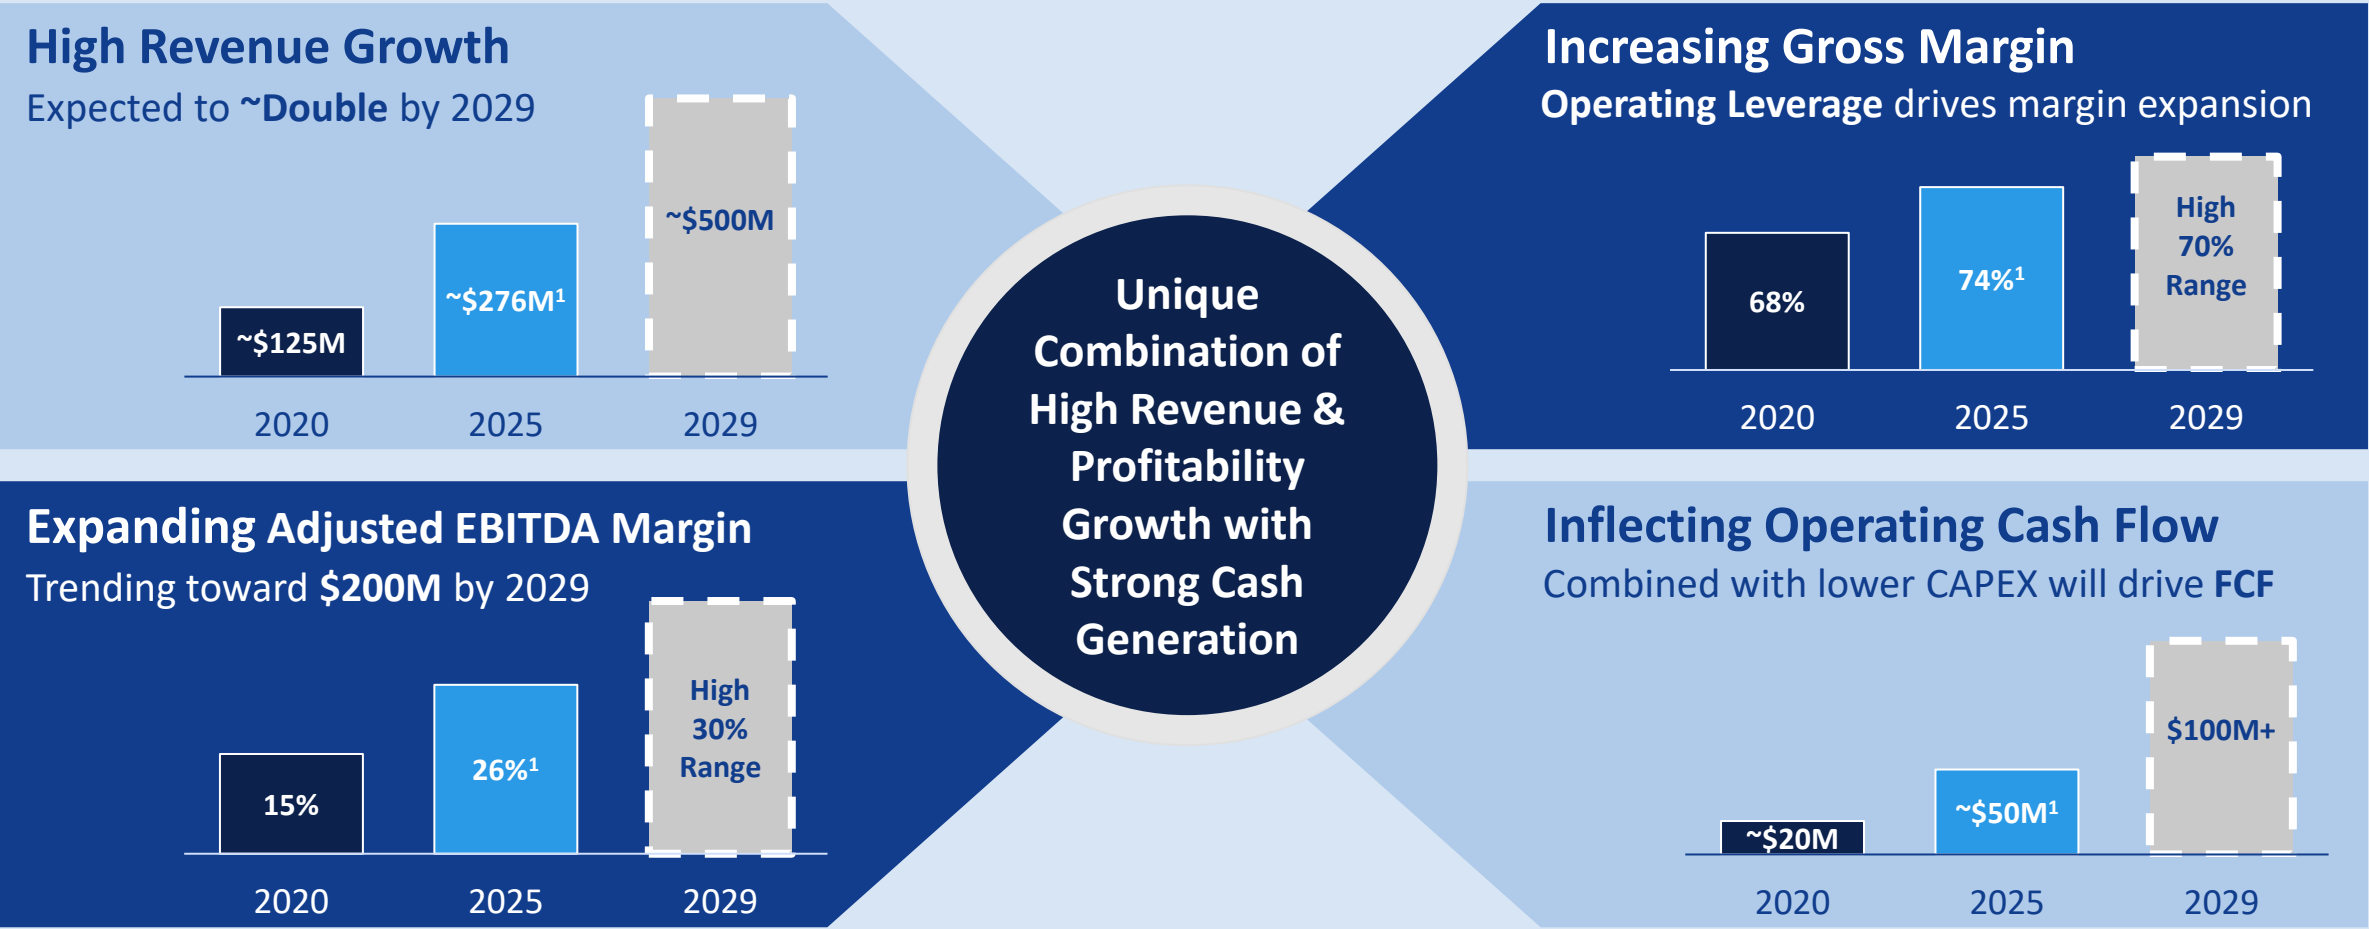 High Revenue Growth
Expected to ~Double by 2029
~$125M
~$276M¹
~$500M
2020
2025
2029
Increasing Gross Margin
Operating Leverage drives margin expansion
68%
74%¹
High
70%
Range
2020
2025
2029
Unique
Combination of
High Revenue &
Profitability
Growth with
Strong Cash
Generation
Expanding Adjusted EBITDA Margin
Trending toward $200M by 2029
15%
26%¹
High
30%
Range
2020
2025
2029
Inflecting Operating Cash Flow
Combined with lower CAPEX will drive FCF
~$20M
~$50M¹
$100M+
2020
2025
2029